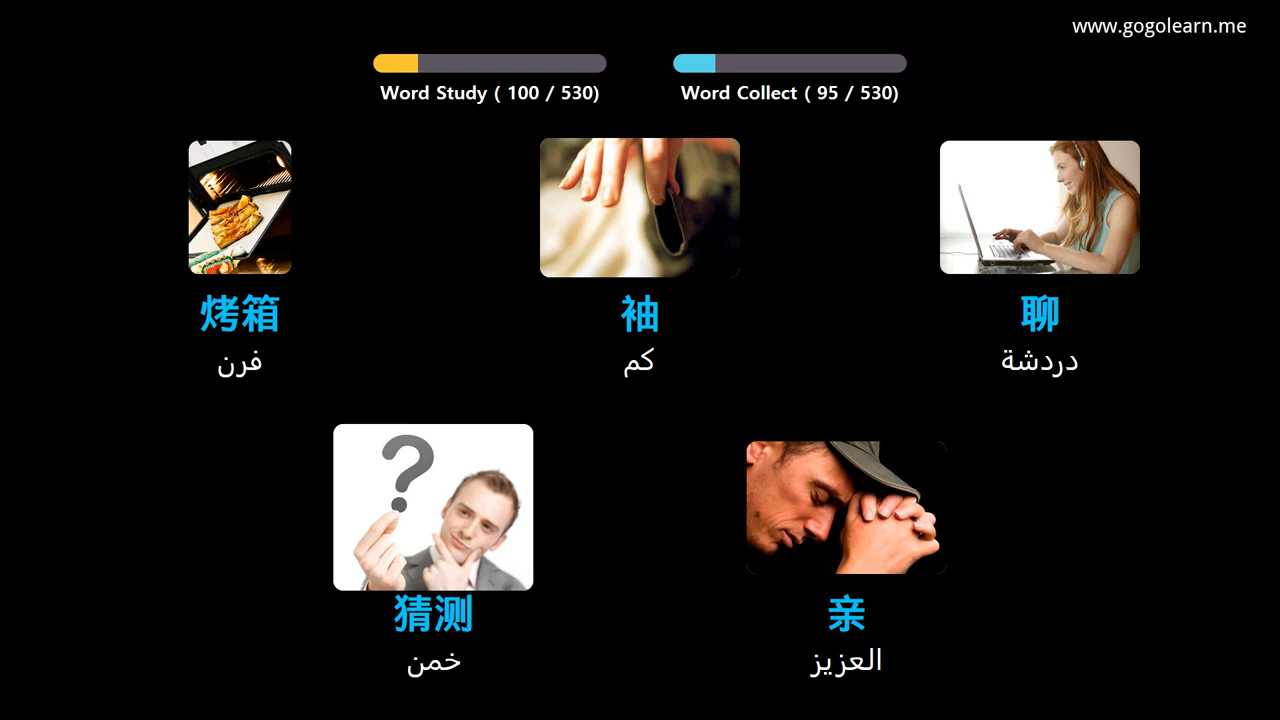 www.gogolearn.me
Word Study ( 100 / 530)
Word Collect ( 95 / 530)
烤箱
فرن
袖
كم
聊
دردشة
猜测
خمن
亲
العزيز